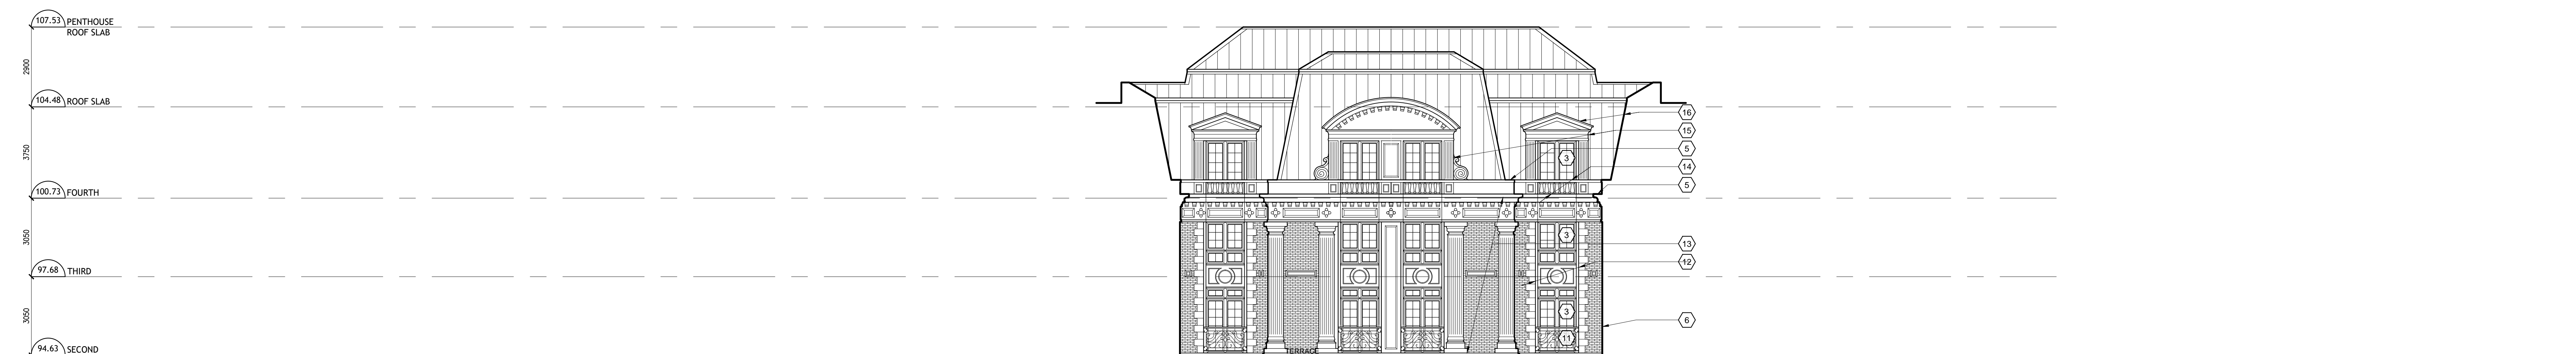 107.53 PENTHOUSE
ROOF SLAB
2900
104.48 ROOF SLAB
16
15
3750
5
3
14
5
100.73 FOURTH
3050
3
13
12
97.68 THIRD
3050
3
6
11
94.63 SECOND
TERRACE